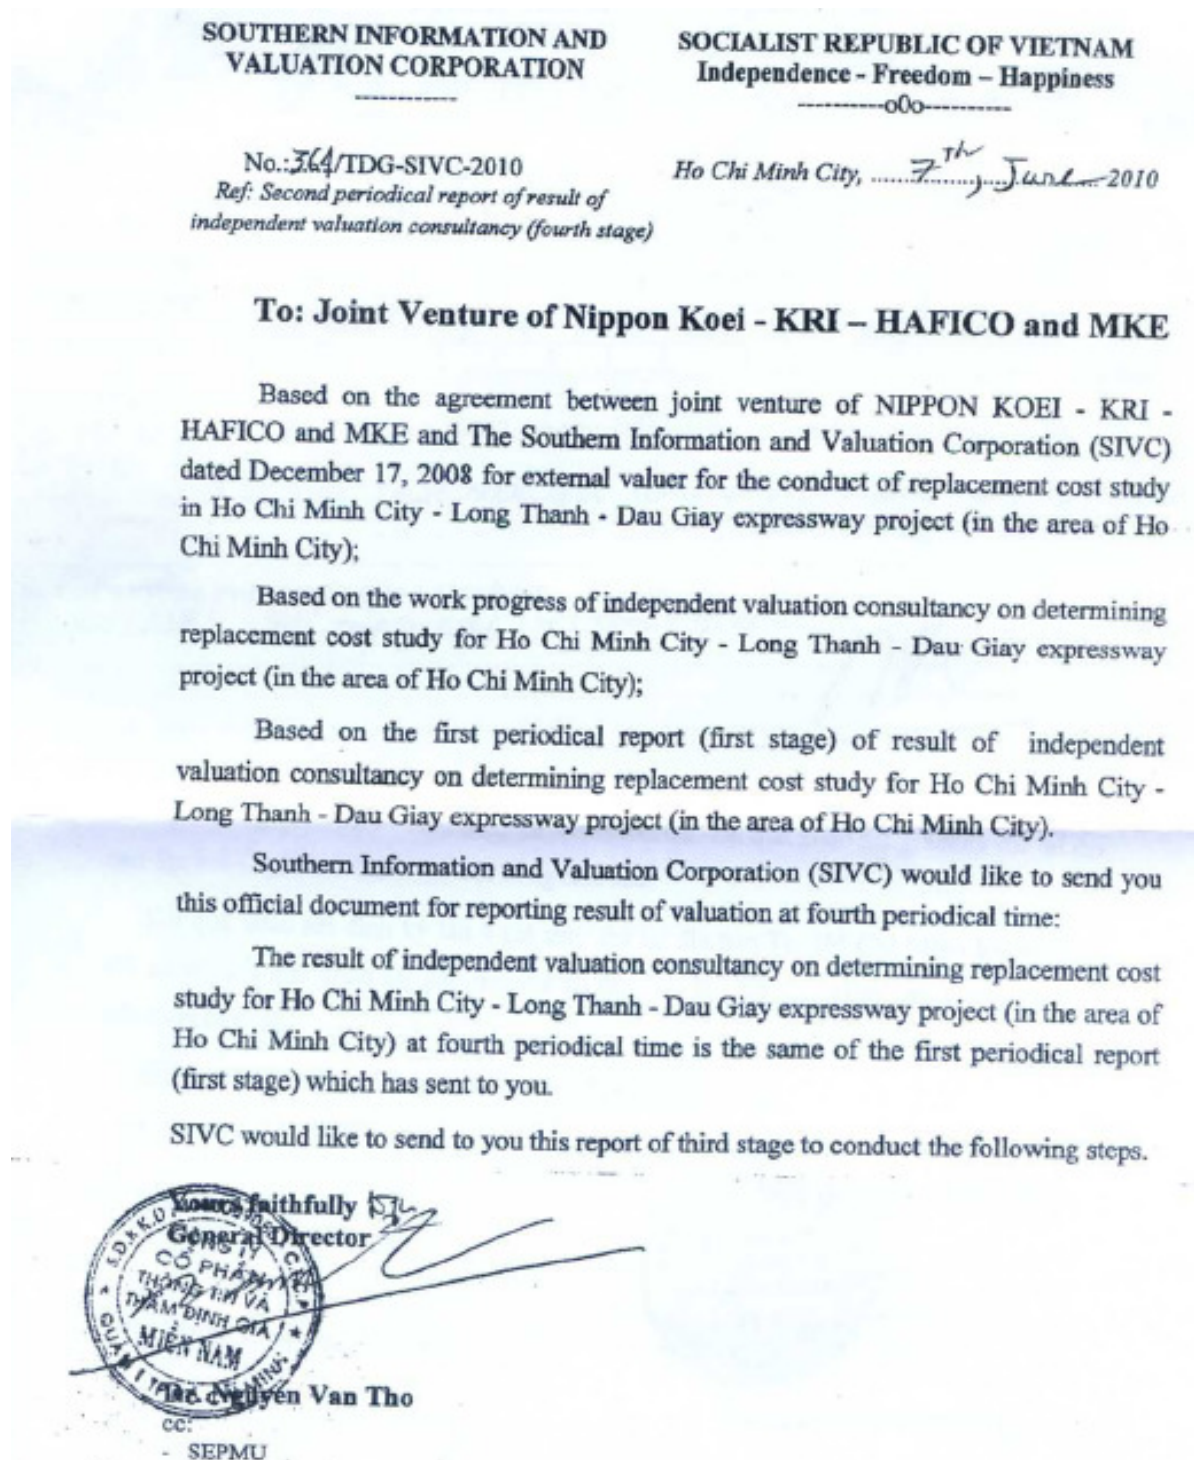 SOUTHERN INFORMATION AND
VALUATION CORPORATION
------------
SOCIALIST REPUBLIC OF VIETNAM
Independence - Freedom – Happiness
----------o0o----------
No.:364/TDG-SIVC-2010
Ref: Second periodical report of result of
independent valuation consultancy (fourth stage)
Ho Chi Minh City, ......7th......,....June....2010
To: Joint Venture of Nippon Koei - KRI – HAFICO and MKE
Based on the agreement between joint venture of NIPPON KOEI - KRI -
HAFICO and MKE and The Southern Information and Valuation Corporation (SIVC)
dated December 17, 2008 for external valuer for the conduct of replacement cost study
in Ho Chi Minh City - Long Thanh - Dau Giay expressway project (in the area of Ho
Chi Minh City);
Based on the work progress of independent valuation consultancy on determining
replacement cost study for Ho Chi Minh City - Long Thanh - Dau Giay expressway
project (in the area of Ho Chi Minh City);
Based on the first periodical report (first stage) of result of independent
valuation consultancy on determining replacement cost study for Ho Chi Minh City -
Long Thanh - Dau Giay expressway project (in the area of Ho Chi Minh City).
Southern Information and Valuation Corporation (SIVC) would like to send you
this official document for reporting result of valuation at fourth periodical time:
The result of independent valuation consultancy on determining replacement cost
study for Ho Chi Minh City - Long Thanh - Dau Giay expressway project (in the area of
Ho Chi Minh City) at fourth periodical time is the same of the first periodical report
(first stage) which has sent to you.
SIVC would like to send to you this report of third stage to conduct the following steps.
Yours faithfully
General Director
CÔNG TY
CỔ PHẦN
THÔNG TIN VÀ
THẨM ĐỊNH GIÁ
MIỀN NAM
Dr. Nguyen Van Tho
cc:
- SEPMU